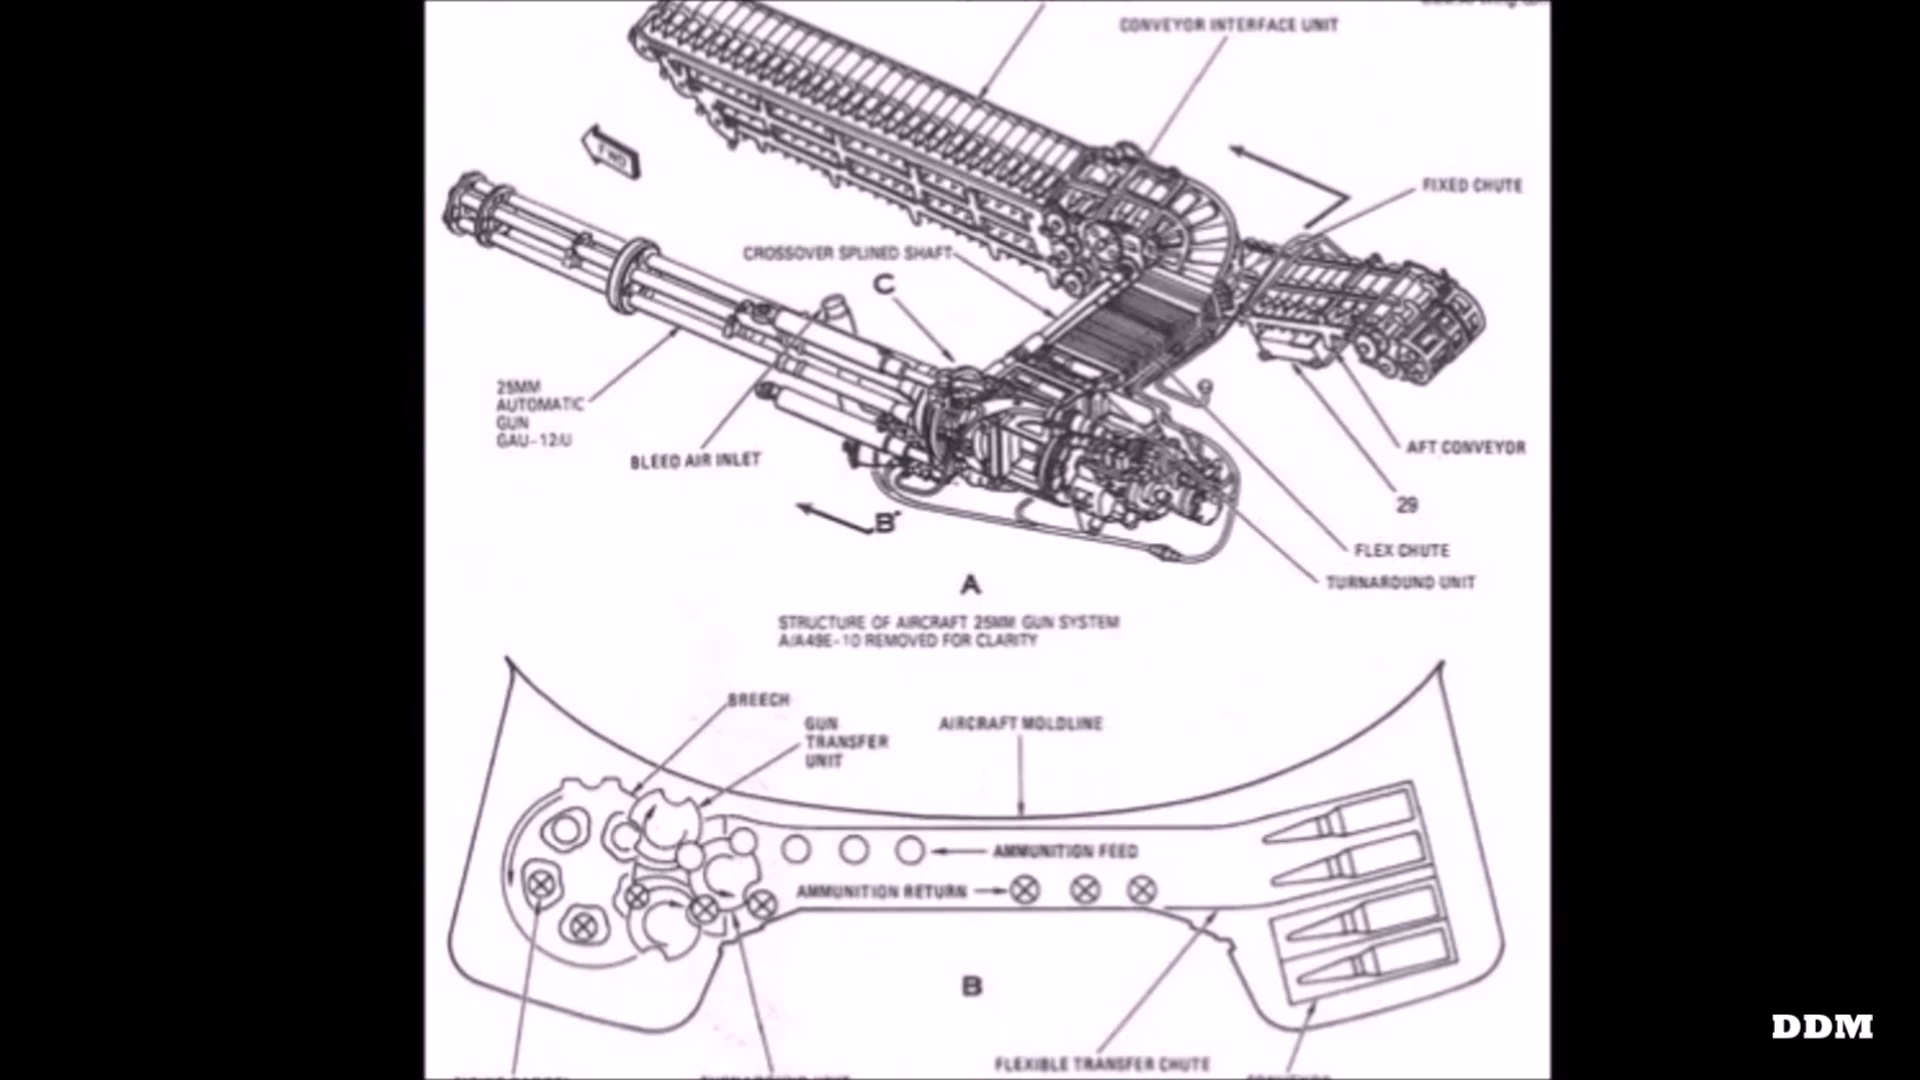 CONVEYOR INTERFACE UNIT
FWD
FIXED CHUTE
CROSSOVER SPLINED SHAFT
C
25MM
AUTOMATIC
GUN
GAU-12/U
9
BLEED AIR INLET
AFT CONVEYOR
29
B
FLEX CHUTE
TURNAROUND UNIT
A
STRUCTURE OF AIRCRAFT 25MM GUN SYSTEM
A/A49E-10 REMOVED FOR CLARITY
BREECH
GUN
TRANSFER
UNIT
AIRCRAFT MOLDLINE
AMMUNITION FEED
AMMUNITION RETURN
B
DDM
FLEXIBLE TRANSFER CHUTE